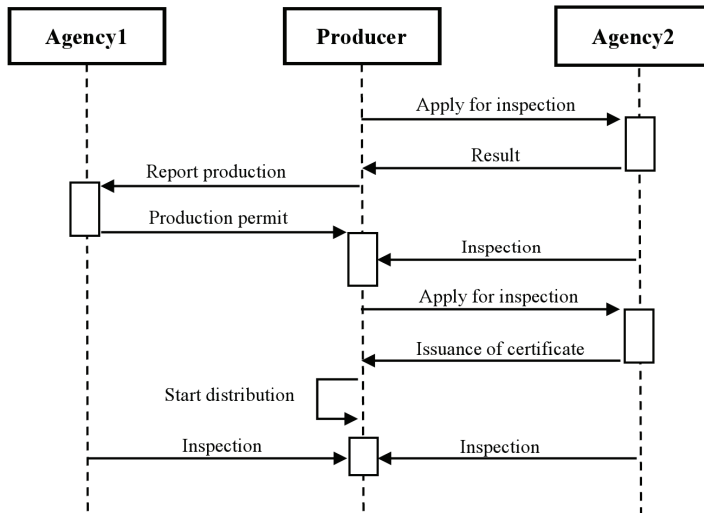 Agency1
Producer
Agency2
Apply for inspection
Result
Report production
Production permit
Inspection
Apply for inspection
Issuance of certificate
Start distribution
Inspection
Inspection